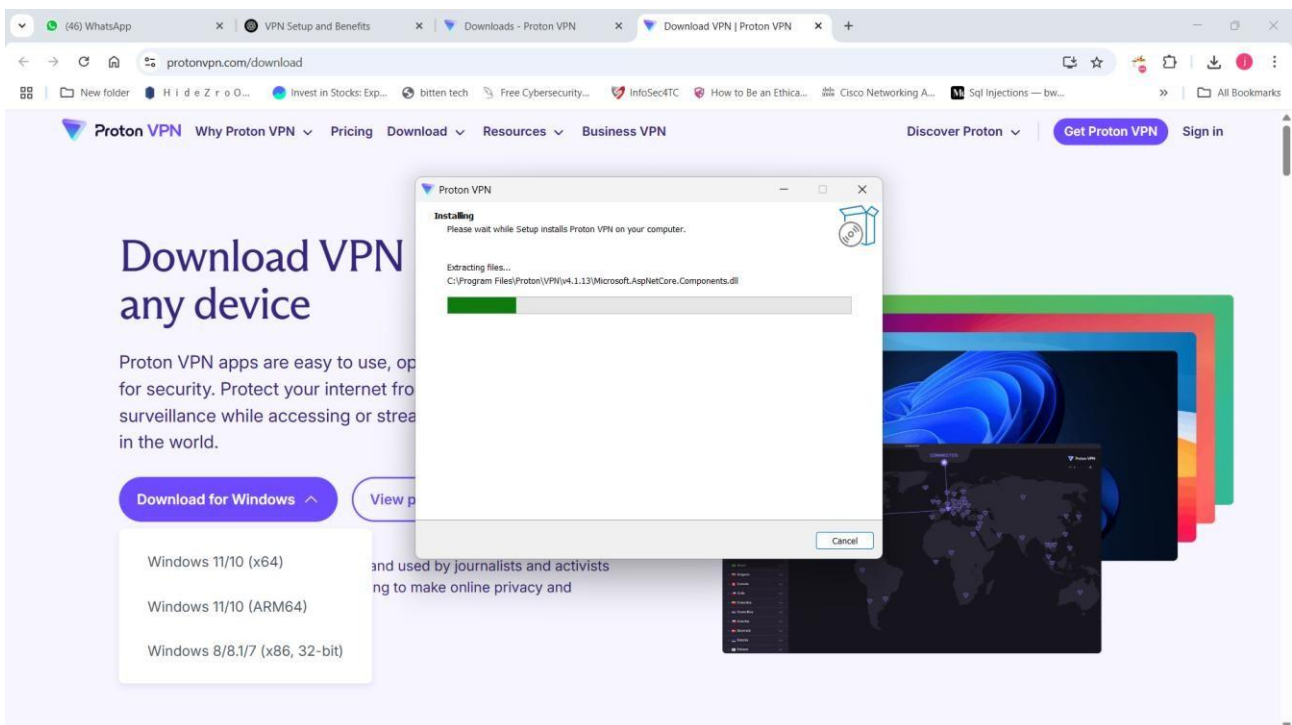 (46) WhatsApp
VPN Setup and Benefits
Downloads - Proton VPN
Download VPN | Proton VPN
protonvpn.com/download
New folder
H i d e Z r o O...
Invest in Stocks: Exp...
bitten tech
Free Cybersecurity...
InfoSec4TC
How to Be an Ethica...
Cisco Networking A...
Sql Injections — bw...
»
All Bookmarks
Proton VPN
Why Proton VPN
Pricing
Download
Resources
Business VPN
Discover Proton
Get Proton VPN
Sign in
Proton VPN
Installing
Please wait while Setup installs Proton VPN on your computer.
Extracting files...
C:\Program Files\Proton\VPN\v4.1.13\Microsoft.AspNetCore.Components.dll
Cancel
Download VPN
any device
Proton VPN apps are easy to use, op
for security. Protect your internet fro
surveillance while accessing or strea
in the world.
Download for Windows
View p
Windows 11/10 (x64)
Windows 11/10 (ARM64)
Windows 8/8.1/7 (x86, 32-bit)
and used by journalists and activists
ng to make online privacy and
CONNECTED
Proton VPN